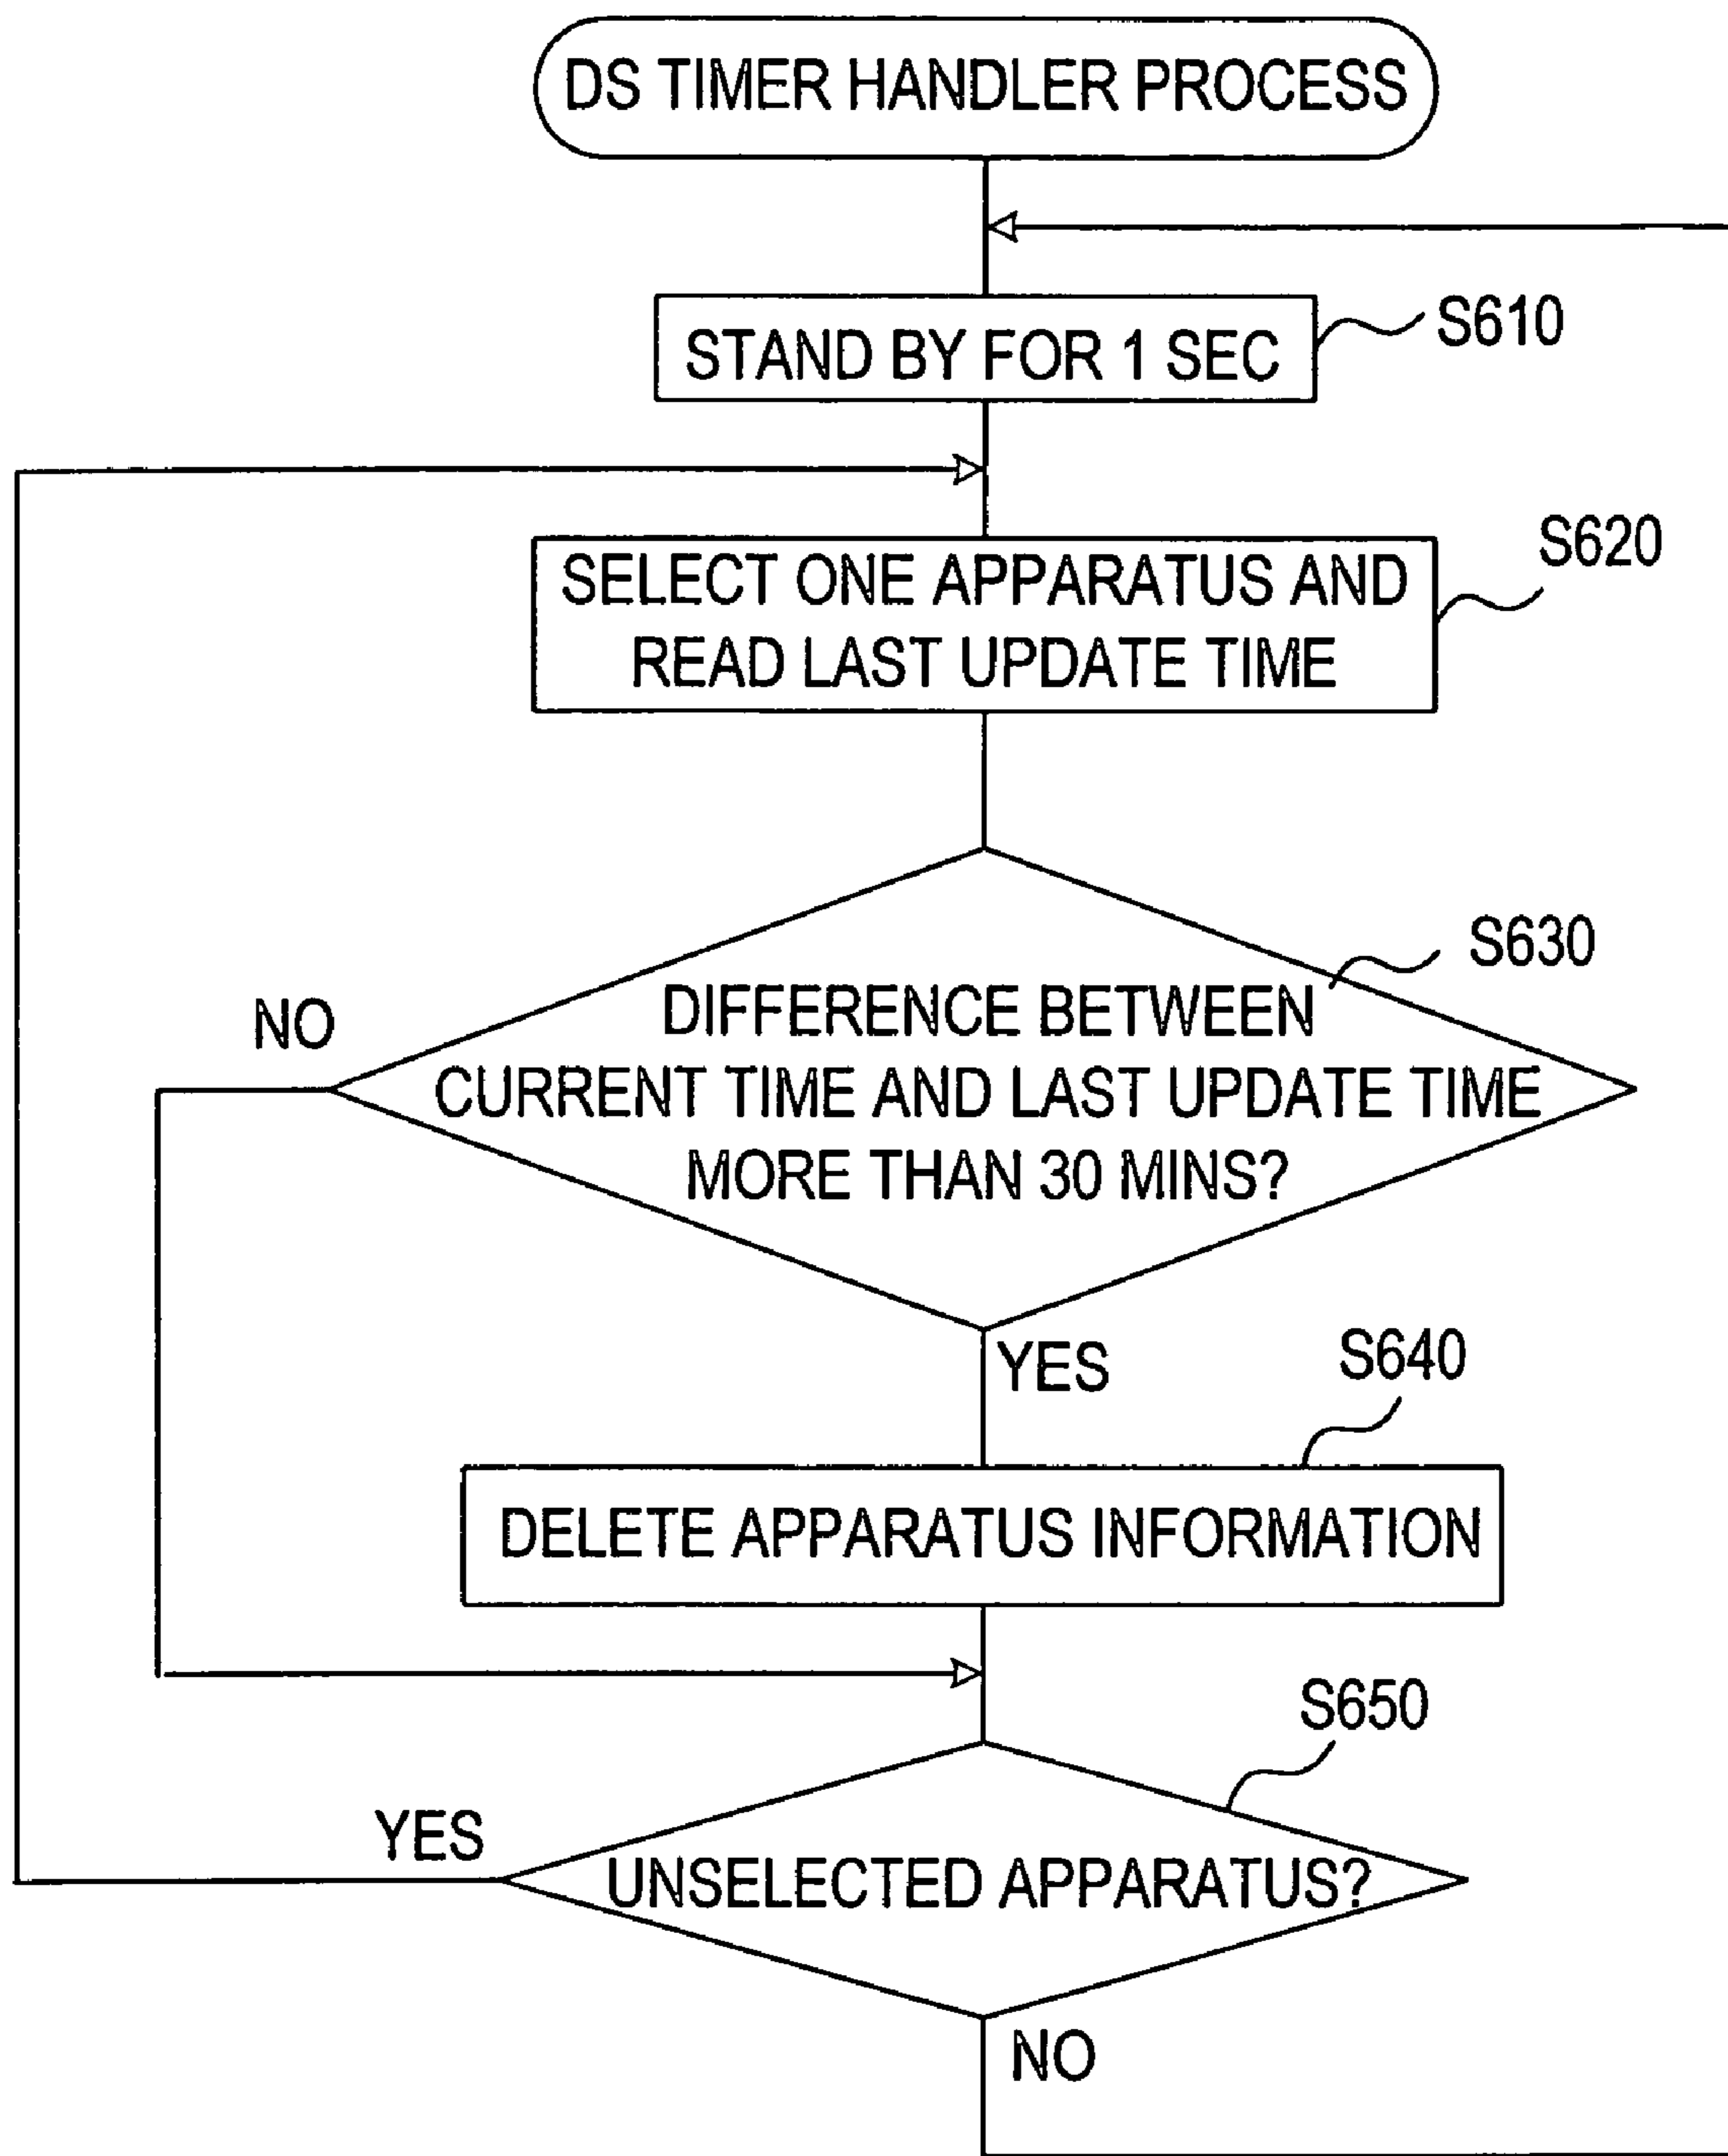 DS TIMER HANDLER PROCESS
STAND BY FOR 1 SEC
S610
SELECT ONE APPARATUS AND
READ LAST UPDATE TIME
S620
S630
DIFFERENCE BETWEEN
CURRENT TIME AND LAST UPDATE TIME
MORE THAN 30 MINS?
NO
YES
S640
DELETE APPARATUS INFORMATION
S650
UNSELECTED APPARATUS?
YES
NO